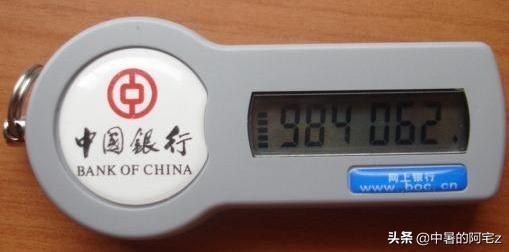 中國銀行
BANK OF CHINA
984 062.
网上银行
www.boc.cn
头条 @中暑的阿宅z